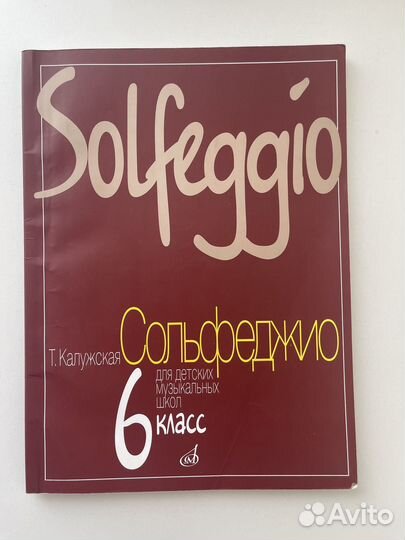 Solfeggio
Т. Калужская Сольфеджио
для детских
музыкальных
школ
6 класс
Avito